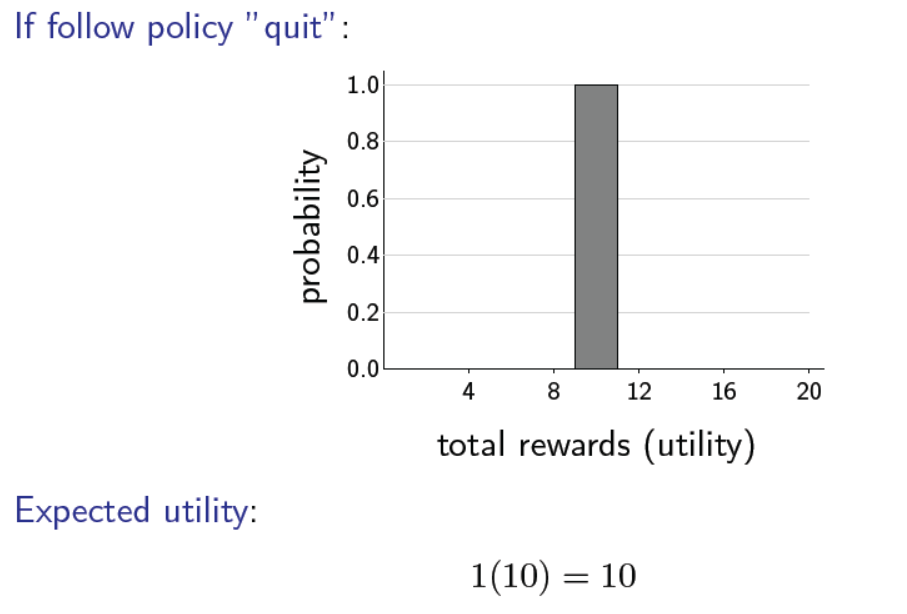 If follow policy "quit":
1.0
0.8
0.6
0.4
0.2
0.0
probability
4 8 12 16 20
total rewards (utility)
Expected utility:
1(10) = 10